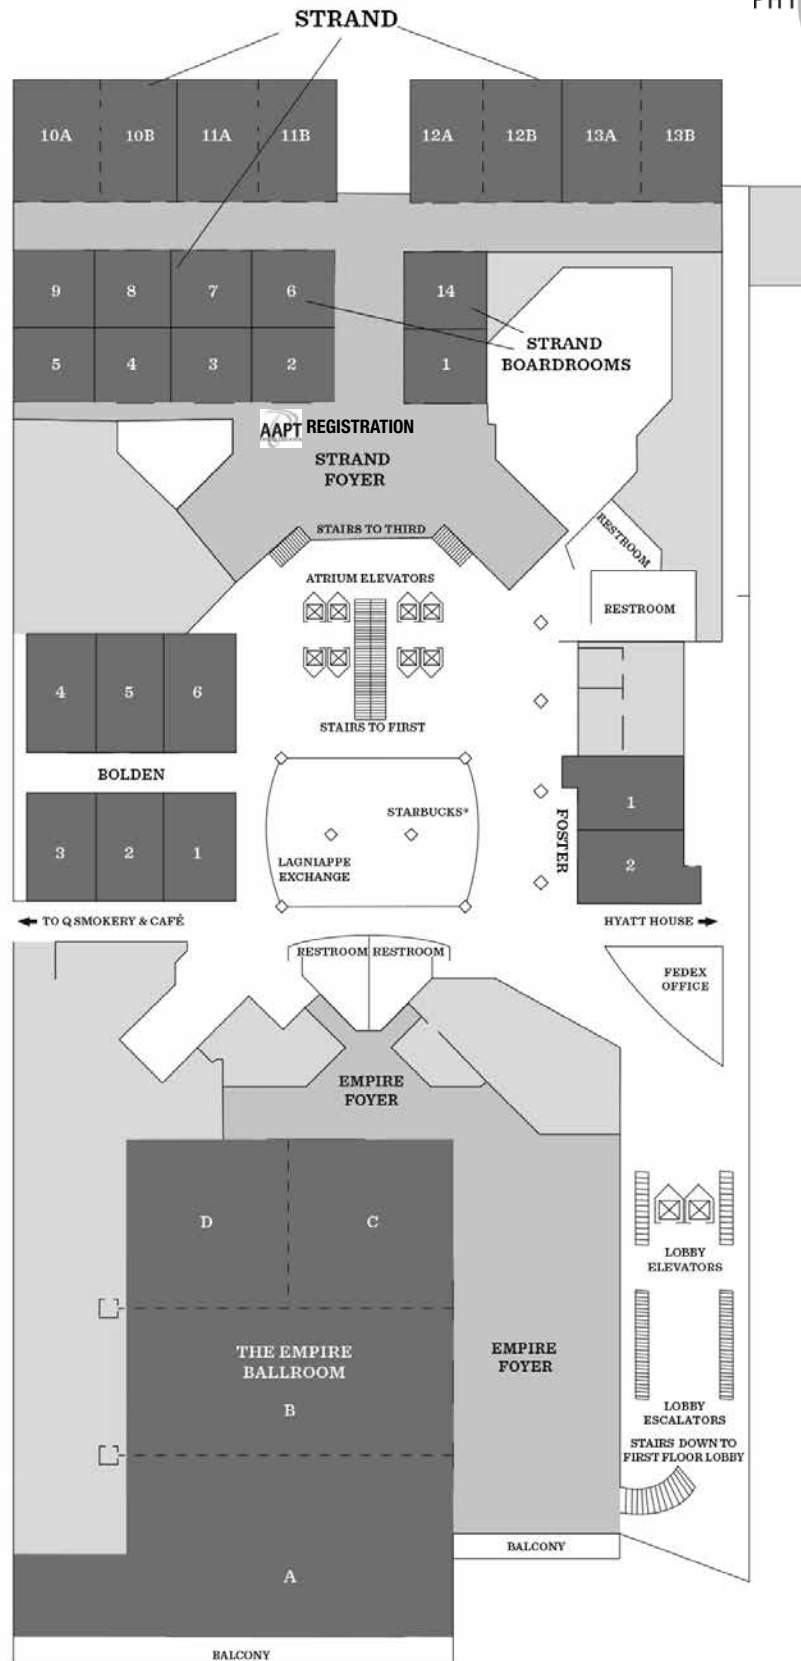 STRAND
10A 10B 11A 11B 12A 12B 13A 13B
9 8 7 6 14
STRAND
BOARDROOMS
5 4 3 2 1
AAPT REGISTRATION
STRAND
FOYER
STAIRS TO THIRD
RESTROOM
ATRIUM ELEVATORS
RESTROOM
4 5 6
STAIRS TO FIRST
BOLDEN
STARBUCKS*
FOSTER
1
3 2 1
LAGNIAPPE
EXCHANGE
2
TO Q SMOKERY & CAFÉ
HYATT HOUSE
RESTROOM RESTROOM
FEDEX
OFFICE
EMPIRE
FOYER
D C
LOBBY
ELEVATORS
THE EMPIRE
BALLROOM
B
EMPIRE
FOYER
LOBBY
ESCALATORS
STAIRS DOWN TO
FIRST FLOOR LOBBY
BALCONY
A
BALCONY